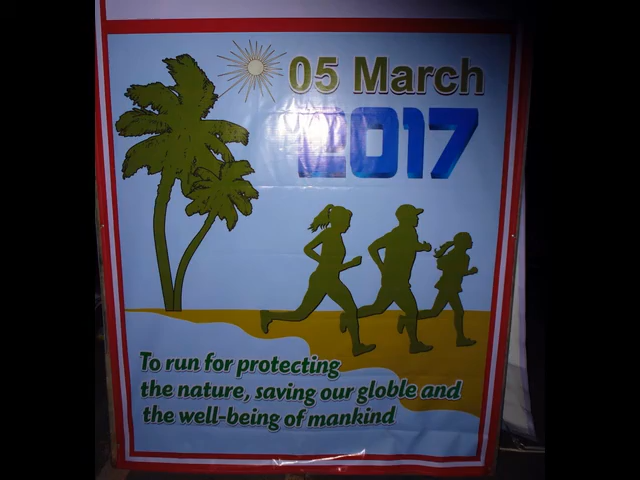 05 March
2017
To run for protecting
the nature, saving our globle and
the well-being of mankind